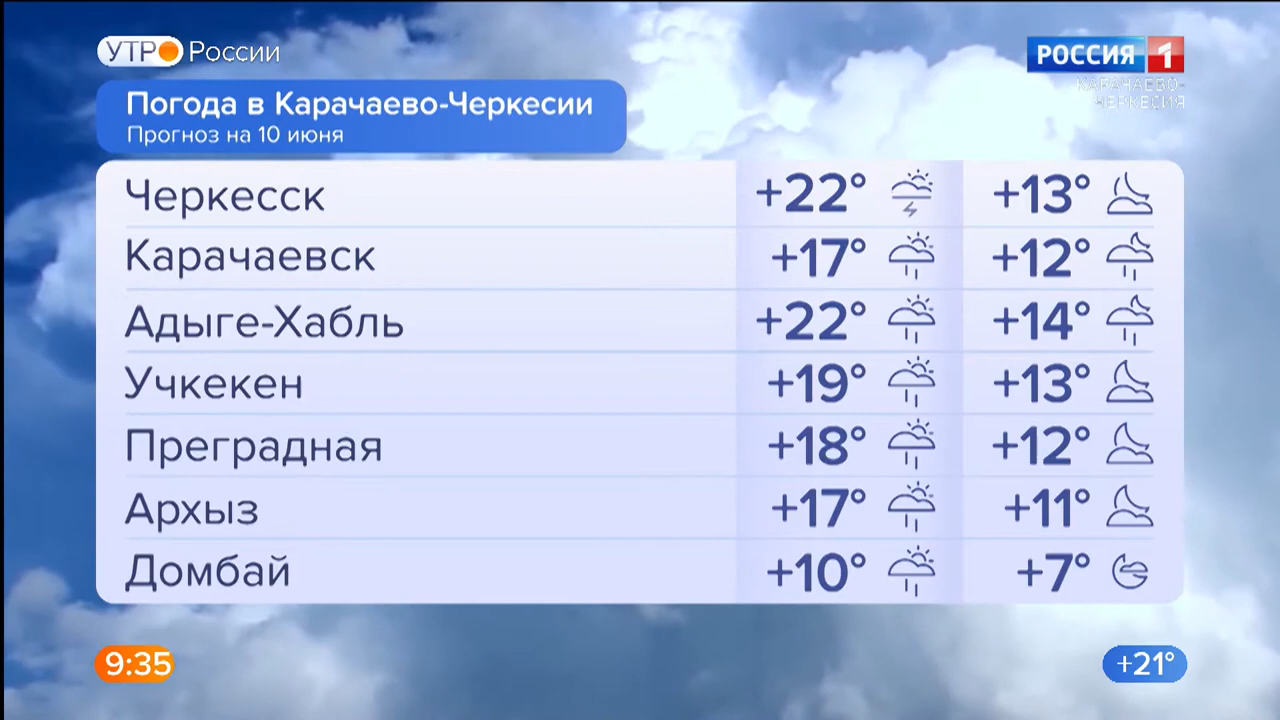 УТРО России
РОССИЯ 1
КАРАЧАЕВО-
ЧЕРКЕСИЯ
Погода в Карачаево-Черкесии
Прогноз на 10 июня
Черкесск +22° +13°
Карачаевск +17° +12°
Адыге-Хабль +22° +14°
Учкекен +19° +13°
Преградная +18° +12°
Архыз +17° +11°
Домбай +10° +7°
9:35
+21°